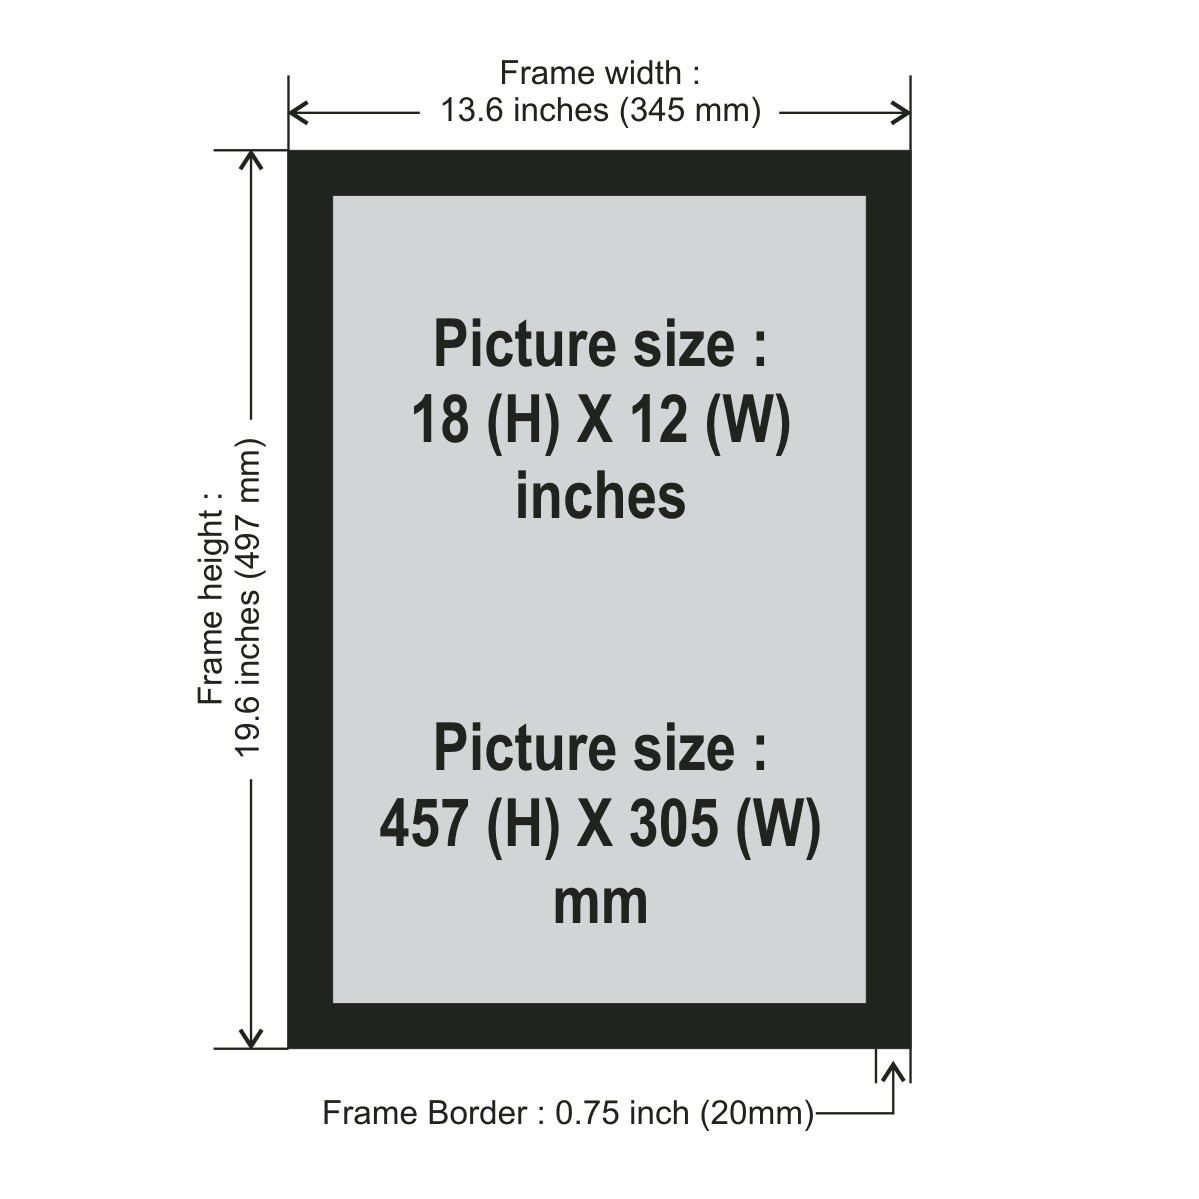 Frame width :
13.6 inches (345 mm)
Frame height :
19.6 inches (497 mm)
Picture size :
18 (H) X 12 (W)
inches
Picture size :
457 (H) X 305 (W)
mm
Frame Border : 0.75 inch (20mm)